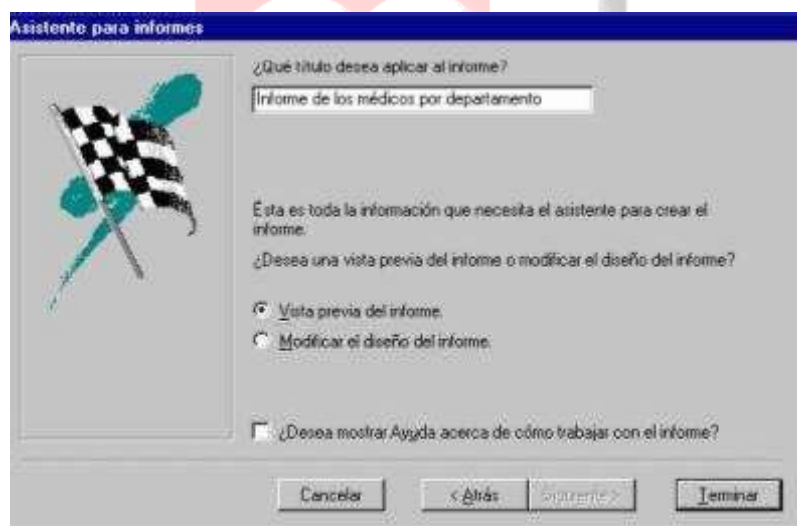 Asistente para informes
¿Qué título desea aplicar al informe?
Informe de los médicos por departamento
Ésta es toda la información que necesita el asistente para crear el
informe.
¿Desea una vista previa del informe o modificar el diseño del informe?
Vista previa del informe.
Modificar el diseño del informe.
¿Desea mostrar Ayuda acerca de cómo trabajar con el informe?
Cancelar < Atrás Siguiente > Terminar